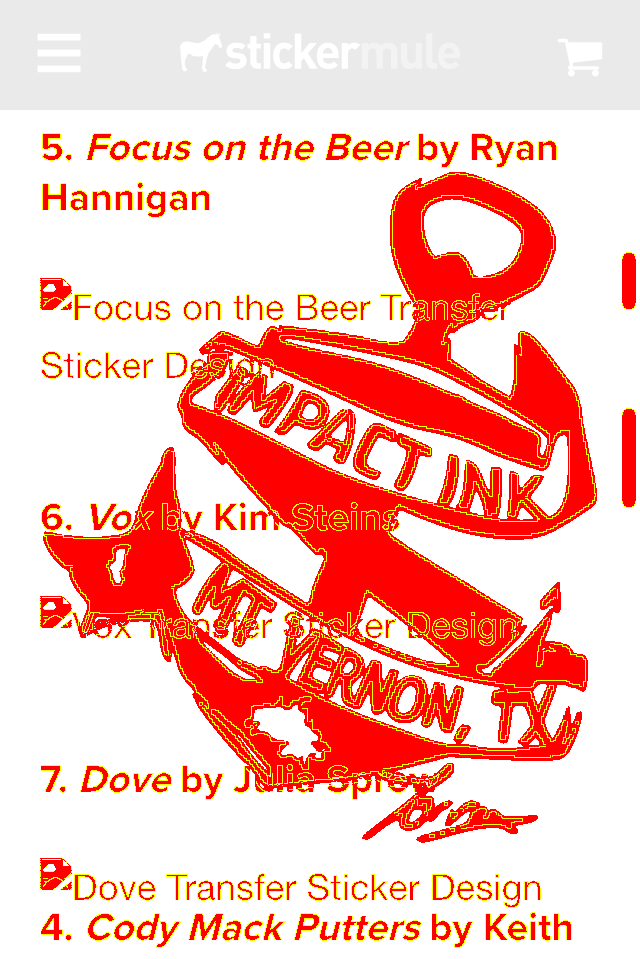 stickermule
5. Focus on the Beer by Ryan
Hannigan
Focus on the Beer Transfer
Sticker Design
IMPACT INK
6. Vox by Kim Steins
MT VERNON, TX
Vox Transfer Sticker Design
7. Dove by Julia Sprow
Dove Transfer Sticker Design
4. Cody Mack Putters by Keith